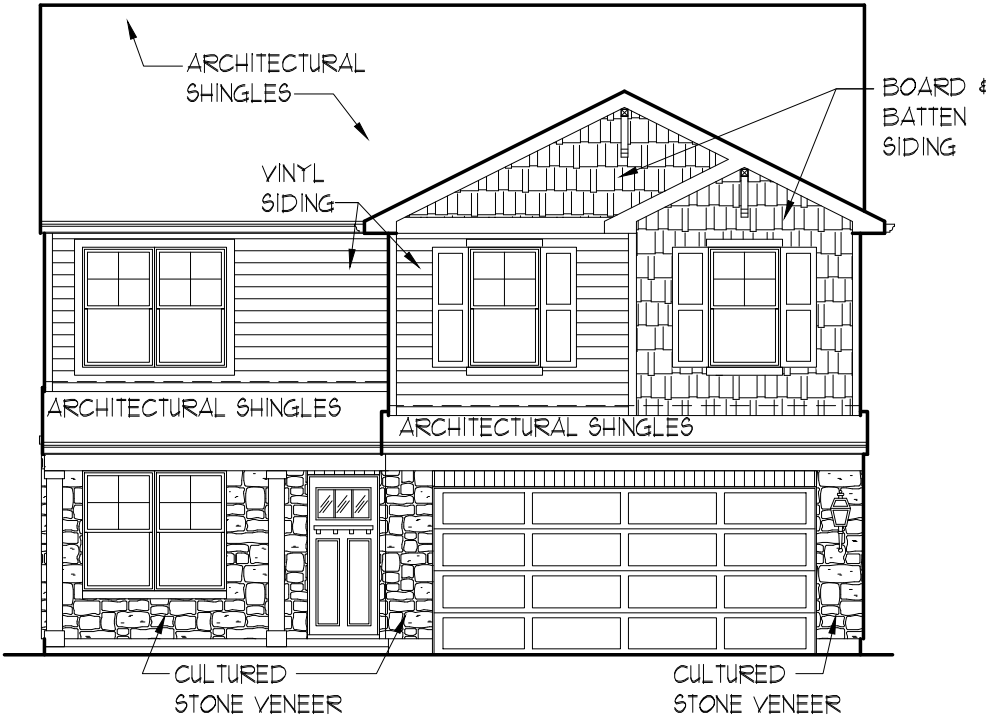 ARCHITECTURAL
SHINGLES
BOARD &
BATTEN
SIDING
VINYL
SIDING
ARCHITECTURAL SHINGLES
ARCHITECTURAL SHINGLES
CULTURED
STONE VENEER
CULTURED
STONE VENEER